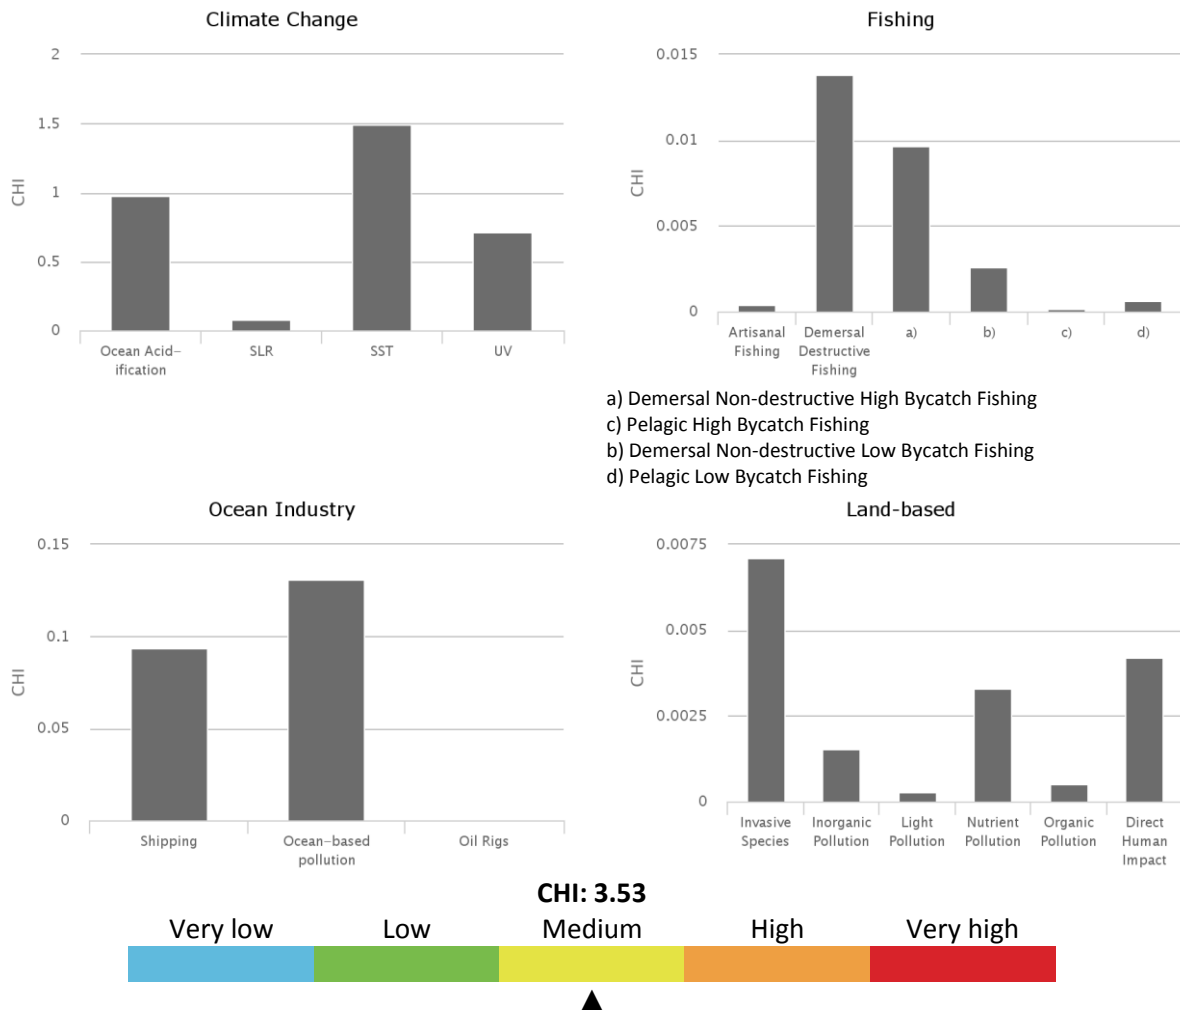 Climate Change
2
1.5
1
0.5
0
CHI
Ocean Acid-
ification
SLR
SST
UV
Fishing
0.015
0.01
0.005
0
CHI
Artisanal
Fishing
Demersal
Destructive
Fishing
a)
b)
c)
d)
a) Demersal Non-destructive High Bycatch Fishing
c) Pelagic High Bycatch Fishing
b) Demersal Non-destructive Low Bycatch Fishing
d) Pelagic Low Bycatch Fishing
Ocean Industry
0.15
0.1
0.05
0
CHI
Shipping
Ocean-based
pollution
Oil Rigs
Land-based
0.0075
0.005
0.0025
0
CHI
Invasive
Species
Inorganic
Pollution
Light
Pollution
Nutrient
Pollution
Organic
Pollution
Direct
Human
Impact
CHI: 3.53
Very low
Low
Medium
High
Very high